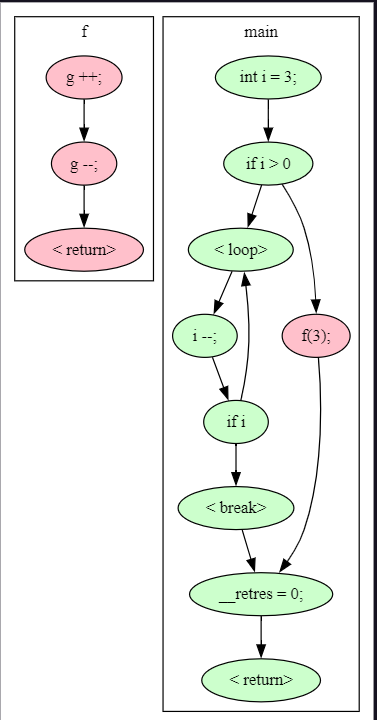 f
g ++;
g --;
< return>
main
int i = 3;
if i > 0
< loop>
i --;
f(3);
if i
< break>
__retres = 0;
< return>